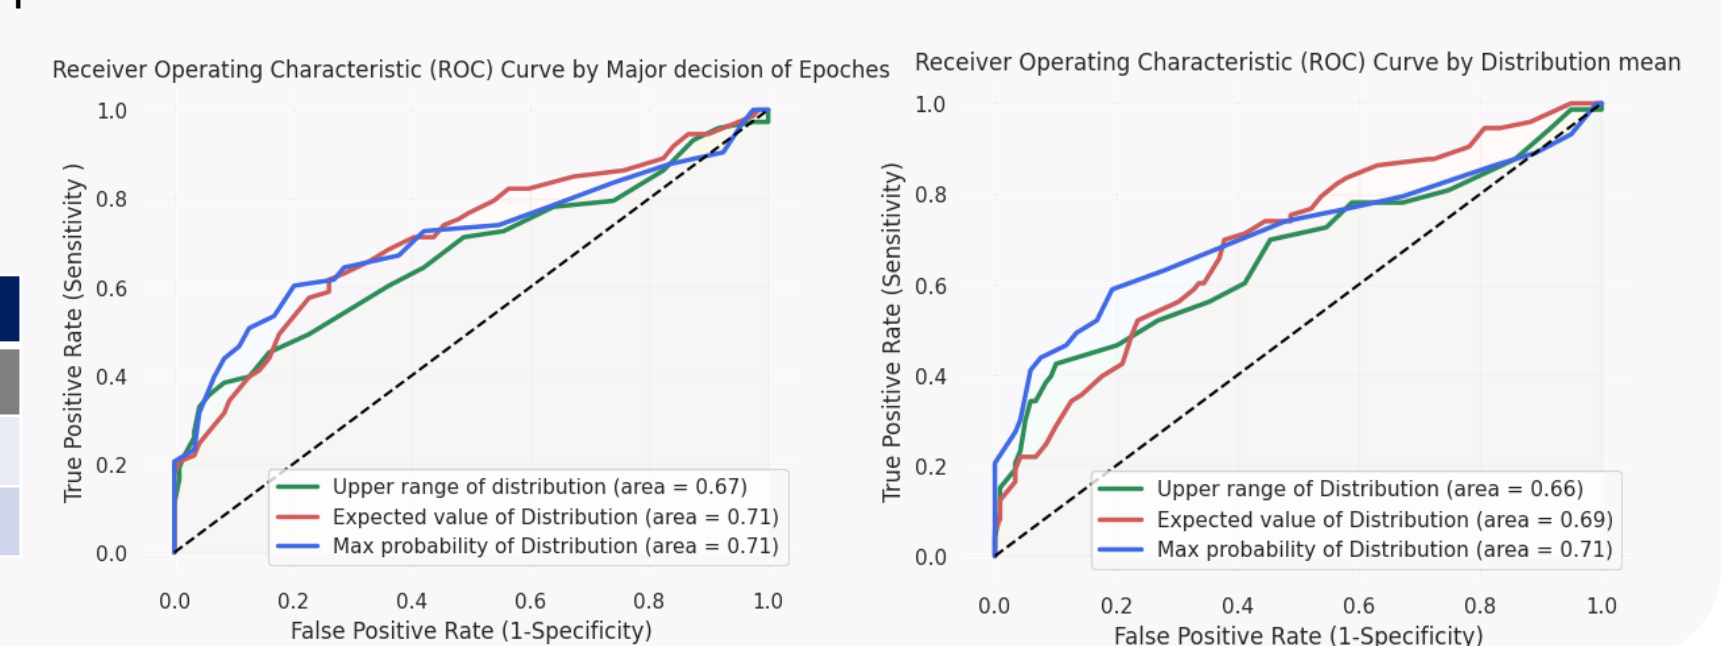 Receiver Operating Characteristic (ROC) Curve by Major decision of Epoches
1.0
0.8
0.6
0.4
0.2
0.0
True Positive Rate (Sensitivity )
Upper range of distribution (area = 0.67)
Expected value of Distribution (area = 0.71)
Max probability of Distribution (area = 0.71)
0.0 0.2 0.4 0.6 0.8 1.0
False Positive Rate (1-Specificity)
Receiver Operating Characteristic (ROC) Curve by Distribution mean
1.0
0.8
0.6
0.4
0.2
0.0
True Positive Rate (Sensitivity)
Upper range of Distribution (area = 0.66)
Expected value of Distribution (area = 0.69)
Max probability of Distribution (area = 0.71)
0.0 0.2 0.4 0.6 0.8 1.0
False Positive Rate (1-Specificity)